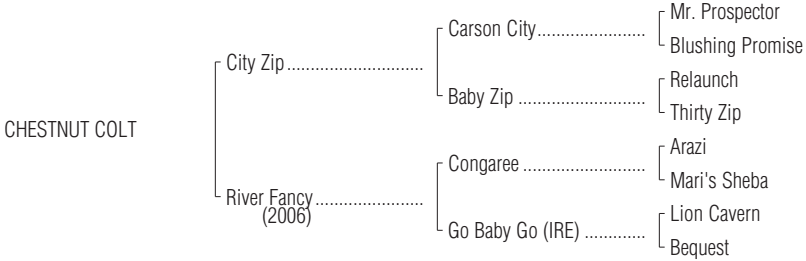 Mr. Prospector
Carson City......................
Blushing Promise
City Zip.............................
Relaunch
Baby Zip ...........................
Thirty Zip
CHESTNUT COLT
Arazi
Congaree ..........................
Mari's Sheba
River Fancy.......................
(2006)
Lion Cavern
Go Baby Go (IRE) .............
Bequest